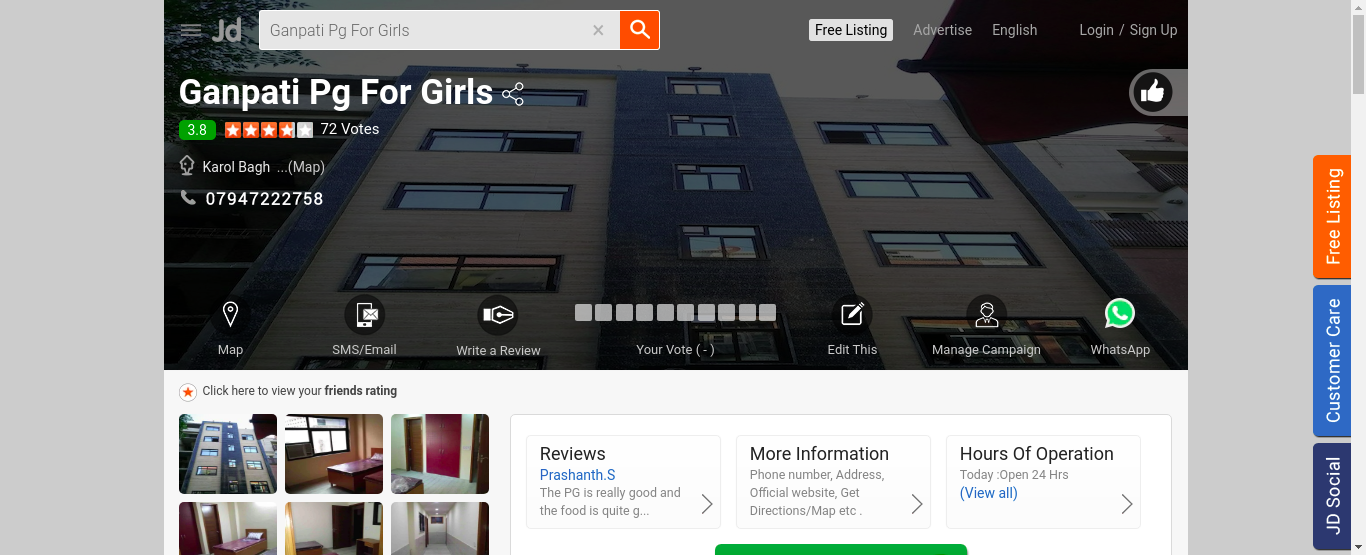 Jd
Ganpati Pg For Girls ×
Free Listing
Advertise
English
Login / Sign Up
Ganpati Pg For Girls
3.8 72 Votes
Karol Bagh ...(Map)
07947222758
Map
SMS/Email
Write a Review
Your Vote ( - )
Edit This
Manage Campaign
WhatsApp
Click here to view your friends rating
Reviews
Prashanth.S
The PG is really good and
the food is quite g...
More Information
Phone number, Address,
Official website, Get
Directions/Map etc .
Hours Of Operation
Today :Open 24 Hrs
(View all)
Free Listing
Customer Care
JD Social